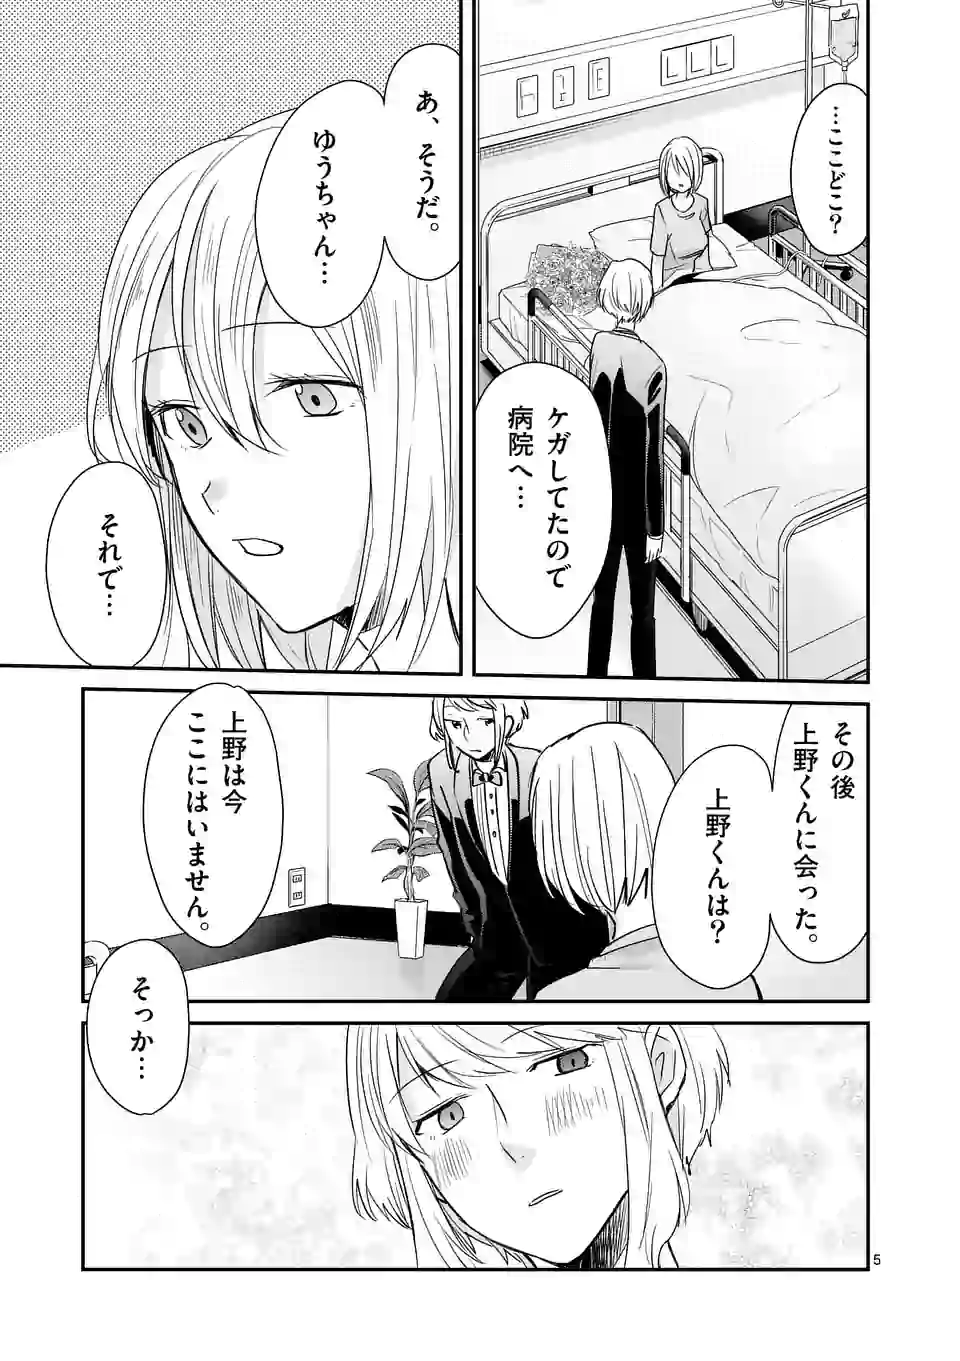 …ここどこ？
ケガしてたので
病院へ…
あ、そうだ。
ゆうちゃん…
それで…
その後
上野くんに会った。
上野くんは？
上野は今
ここにはいません。
そっか…
5